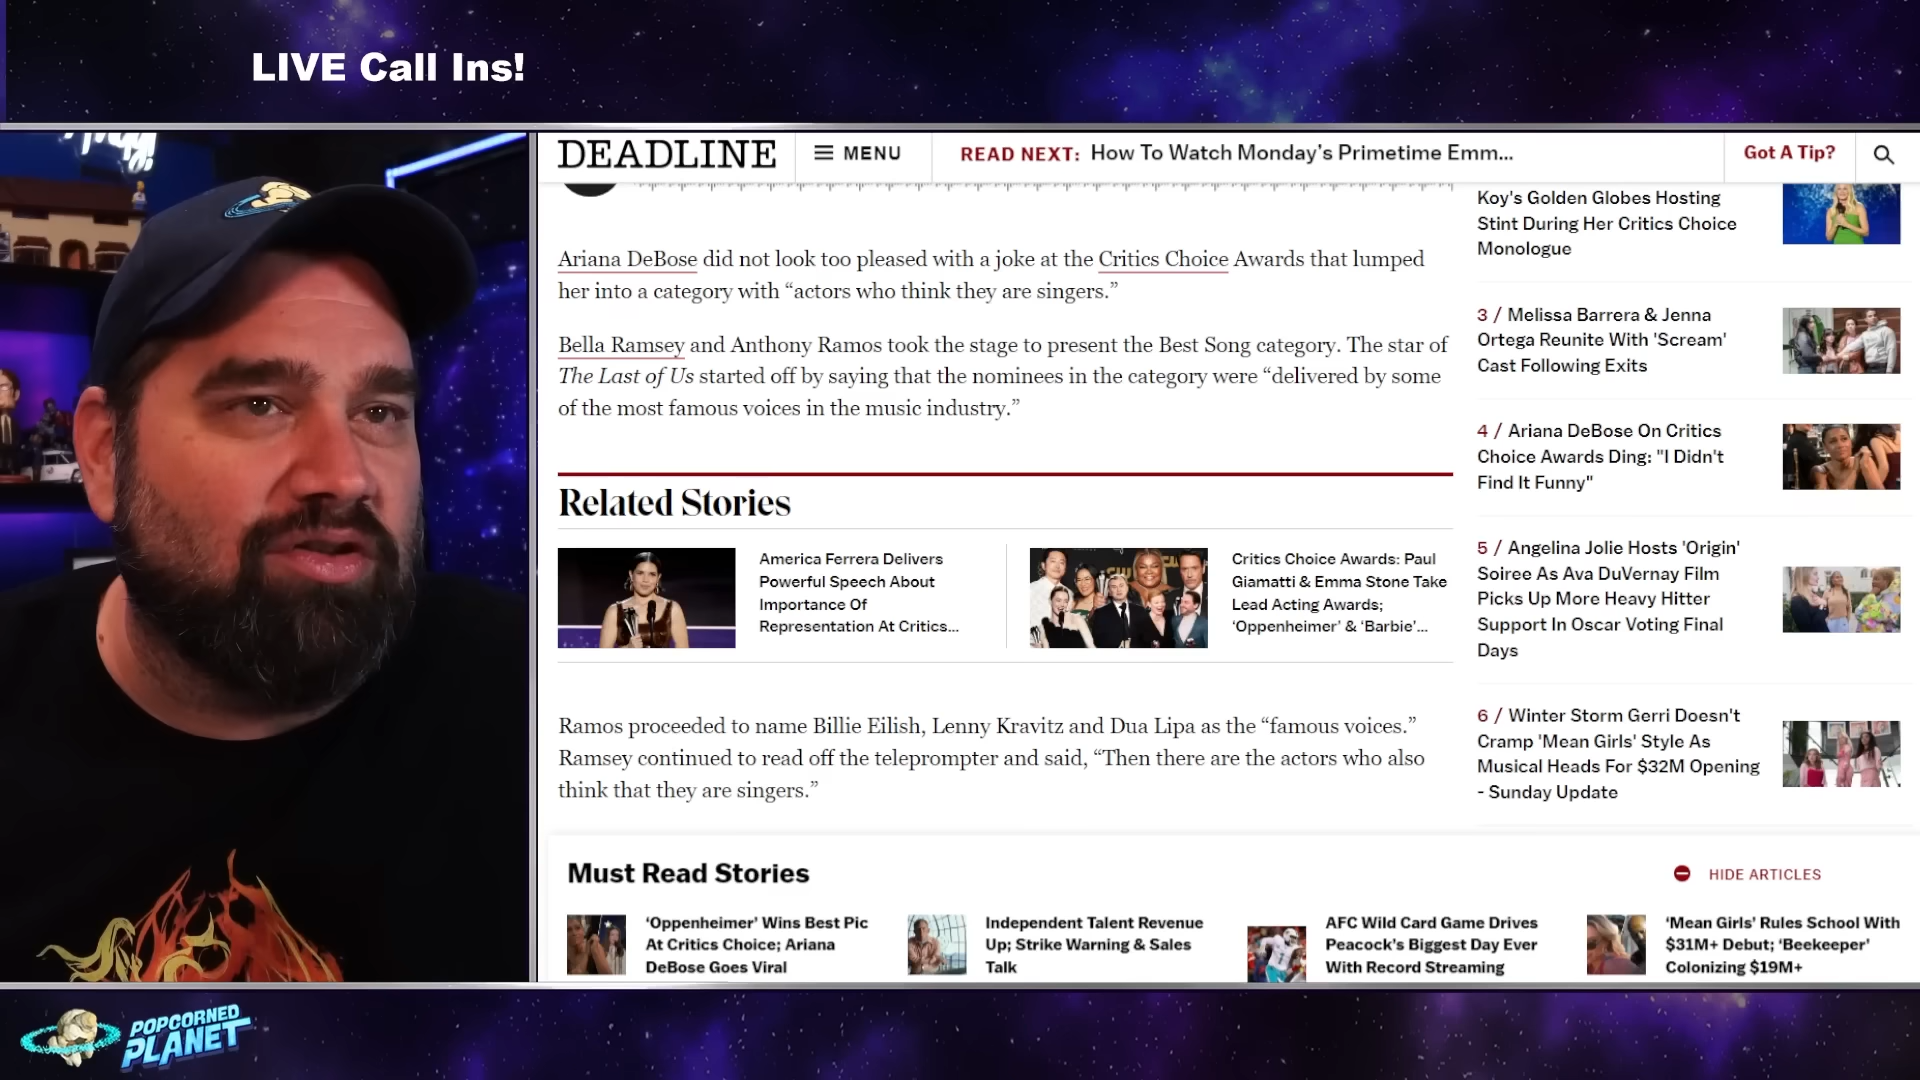 LIVE Call Ins!
DEADLINE
MENU
READ NEXT: How To Watch Monday's Primetime Emm...
Got A Tip?
Ariana DeBose did not look too pleased with a joke at the Critics Choice Awards that lumped
her into a category with “actors who think they are singers.”
Bella Ramsey and Anthony Ramos took the stage to present the Best Song category. The star of
The Last of Us started off by saying that the nominees in the category were “delivered by some
of the most famous voices in the music industry.”
Related Stories
America Ferrera Delivers
Powerful Speech About
Importance Of
Representation At Critics...
Critics Choice Awards: Paul
Giamatti & Emma Stone Take
Lead Acting Awards;
‘Oppenheimer’ & ‘Barbie’...
Ramos proceeded to name Billie Eilish, Lenny Kravitz and Dua Lipa as the “famous voices.”
Ramsey continued to read off the teleprompter and said, “Then there are the actors who also
think that they are singers.”
Koy's Golden Globes Hosting
Stint During Her Critics Choice
Monologue
3 / Melissa Barrera & Jenna
Ortega Reunite With 'Scream'
Cast Following Exits
4 / Ariana DeBose On Critics
Choice Awards Ding: "I Didn't
Find It Funny"
5 / Angelina Jolie Hosts 'Origin'
Soiree As Ava DuVernay Film
Picks Up More Heavy Hitter
Support In Oscar Voting Final
Days
6 / Winter Storm Gerri Doesn't
Cramp 'Mean Girls' Style As
Musical Heads For $32M Opening
- Sunday Update
Must Read Stories
HIDE ARTICLES
‘Oppenheimer’ Wins Best Pic
At Critics Choice; Ariana
DeBose Goes Viral
Independent Talent Revenue
Up; Strike Warning & Sales
Talk
AFC Wild Card Game Drives
Peacock's Biggest Day Ever
With Record Streaming
‘Mean Girls’ Rules School With
$31M+ Debut; ‘Beekeeper’
Colonizing $19M+
POPCORNED
PLANET